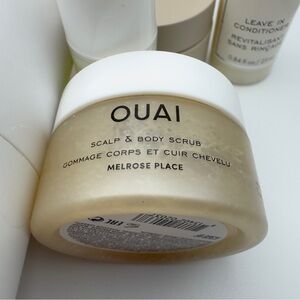 LEAVE IN
CONDITIONER
REVITALISANT
SANS RINÇAGE
OUAI
SCALP & BODY SCRUB
GOMMAGE CORPS ET CUIR CHEVELU
MELROSE PLACE